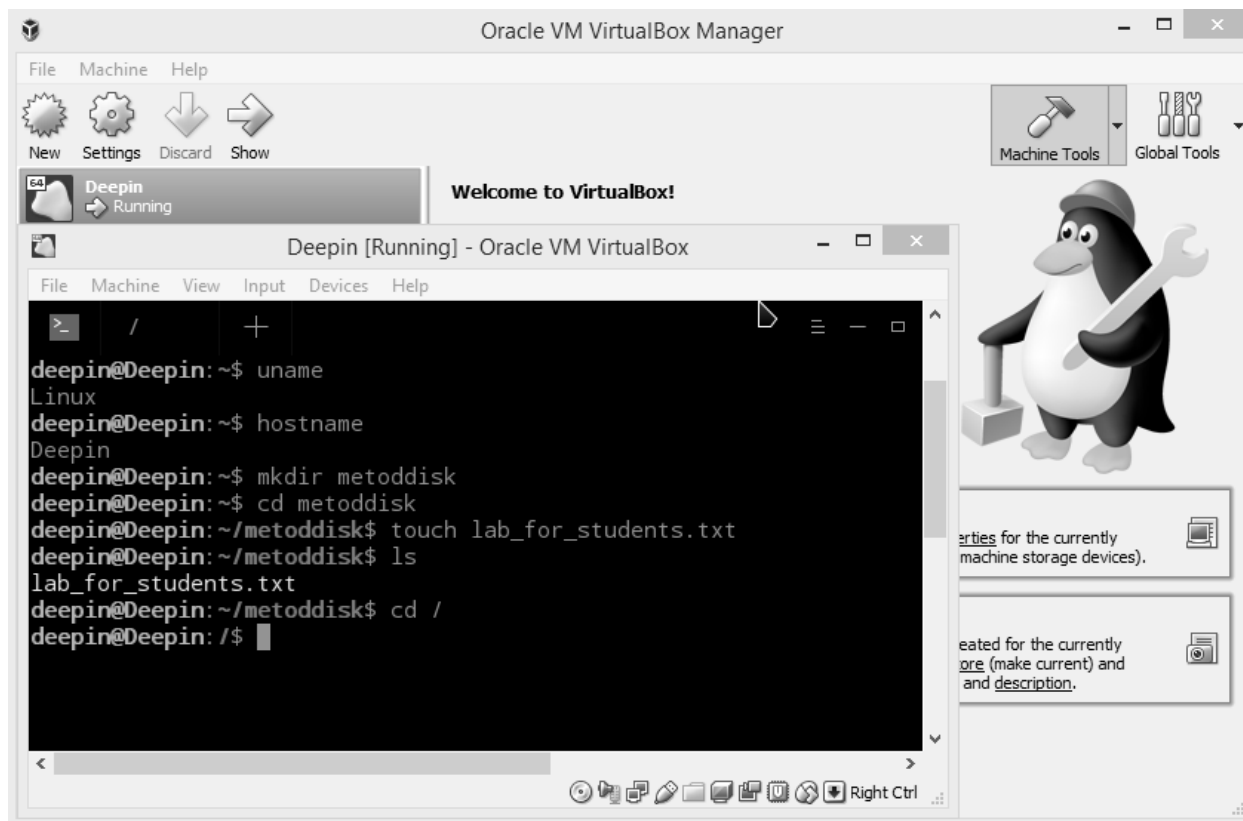 Oracle VM VirtualBox Manager
File Machine Help
New Settings Discard Show
Machine Tools Global Tools
64
Deepin
Running
Welcome to VirtualBox!
Deepin [Running] - Oracle VM VirtualBox
File Machine View Input Devices Help
>_ / +
deepin@Deepin:~$ uname
Linux
deepin@Deepin:~$ hostname
Deepin
deepin@Deepin:~$ mkdir metoddisk
deepin@Deepin:~$ cd metoddisk
deepin@Deepin:~/metoddisk$ touch lab_for_students.txt
deepin@Deepin:~/metoddisk$ ls
lab_for_students.txt
deepin@Deepin:~/metoddisk$ cd /
deepin@Deepin:/$
erties for the currently
machine storage devices).
eated for the currently
ore (make current) and
and description.
Right Ctrl